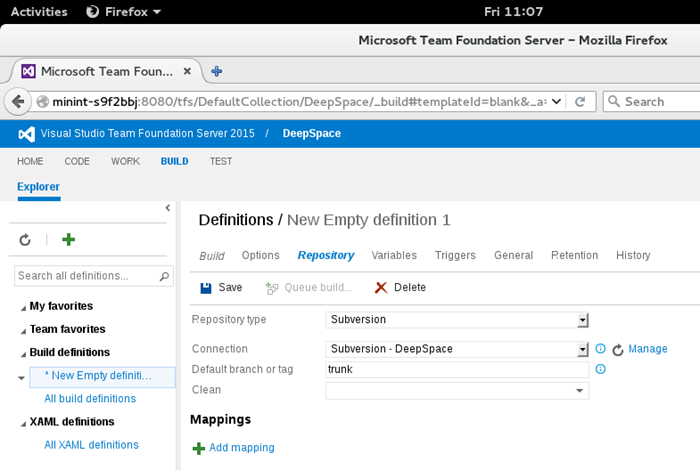 Activities Firefox Fri 11:07
Microsoft Team Foundation Server – Mozilla Firefox
Microsoft Team Foun... ×
minint-s9f2bbj:8080/tfs/DefaultCollection/DeepSpace/_build#templateId=blank&_a= Search
Visual Studio Team Foundation Server 2015 / DeepSpace
HOME CODE WORK BUILD TEST
Explorer
Definitions / New Empty definition 1
Build Options Repository Variables Triggers General Retention History
Search all definitions...
Save Queue build... Delete
My favorites
Team favorites
Build definitions
* New Empty definiti...
All build definitions
XAML definitions
All XAML definitions
Repository type Subversion
Connection Subversion - DeepSpace Manage
Default branch or tag trunk
Clean
Mappings
Add mapping